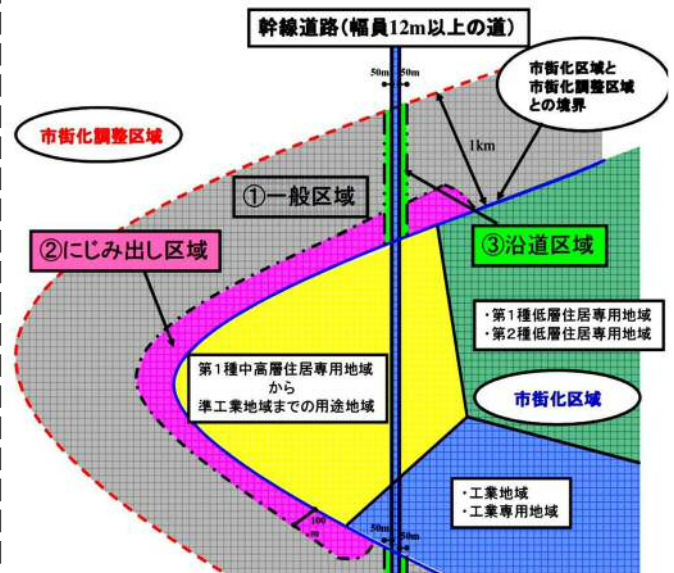 幹線道路(幅員12m以上の道)
50m
50m
市街化区域と
市街化調整区域
との境界
市街化調整区域
1km
①一般区域
②にじみ出し区域
③沿道区域
・第1種低層住居専用地域
・第2種低層住居専用地域
第1種中高層住居専用地域
から
準工業地域までの用途地域
市街化区域
・工業地域
・工業専用地域
100
50m
50m